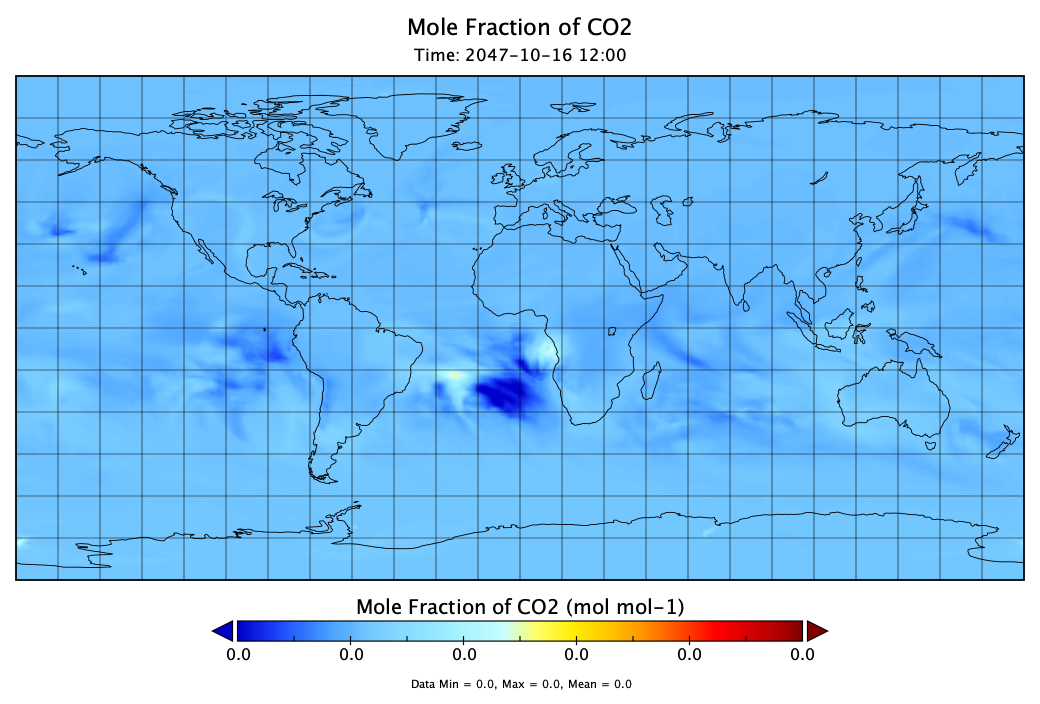 Mole Fraction of CO2
Time: 2047-10-16 12:00
Mole Fraction of CO2 (mol mol-1)
0.0 0.0 0.0 0.0 0.0 0.0
Data Min = 0.0, Max = 0.0, Mean = 0.0